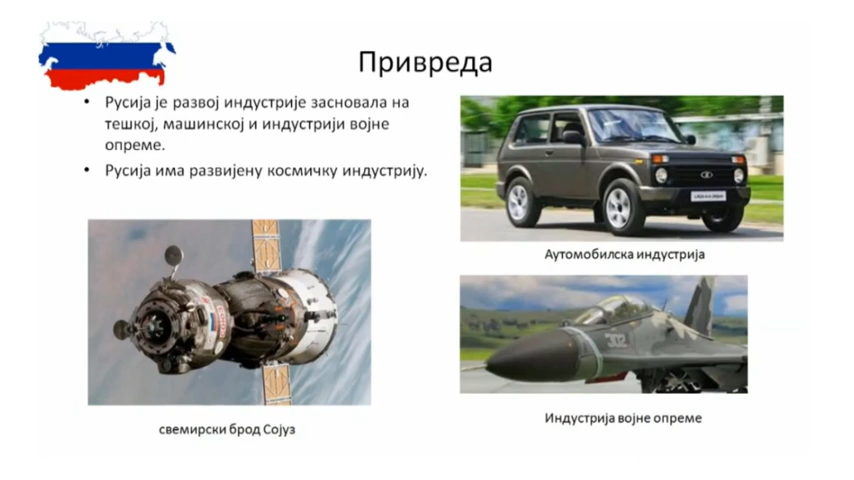 Привреда
• Русија је развој индустрије засновала на
тешкој, машинској и индустрији војне
опреме.
• Русија има развијену космичку индустрију.
Аутомобилска индустрија
302
Индустрија војне опреме
свемирски брод Сојуз